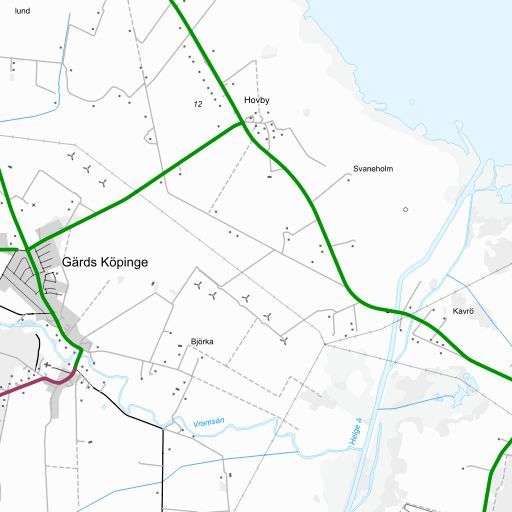 lund
12
Hovby
Svaneholm
Gärds Köpinge
Kavrö
Björka
Vramsån
Helge å